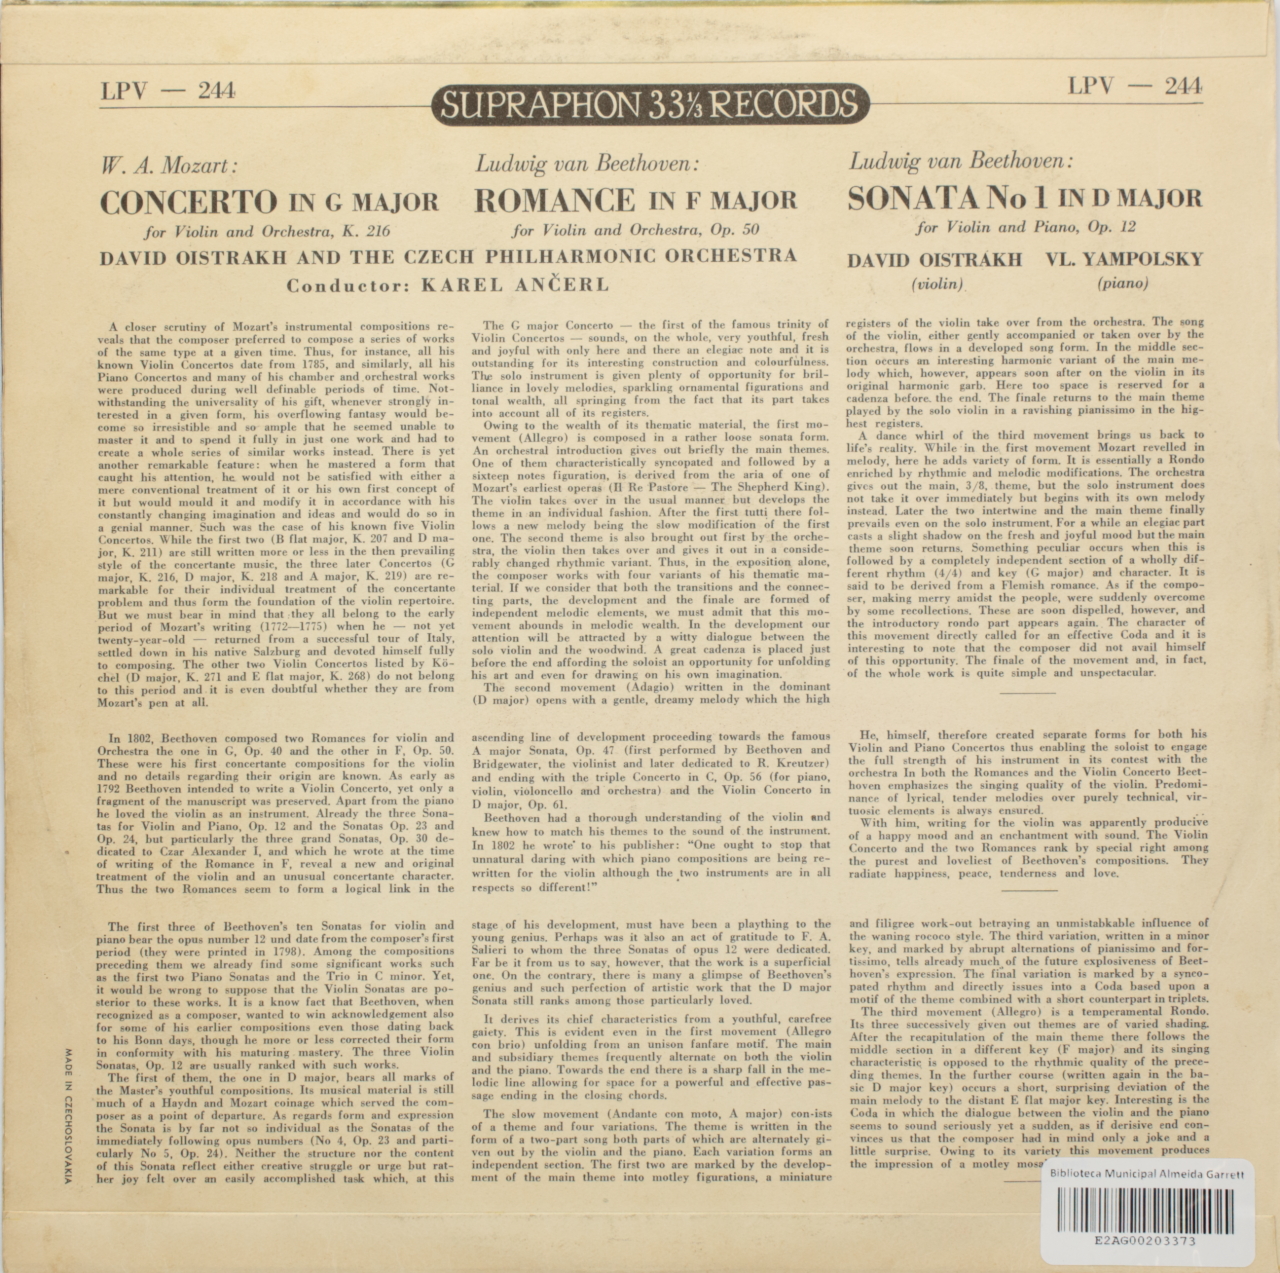 LPV — 244
SUPRAPHON 33⅓ RECORDS
LPV — 244
W. A. Mozart:
CONCERTO IN G MAJOR
for Violin and Orchestra, K. 216
Ludwig van Beethoven:
ROMANCE IN F MAJOR
for Violin and Orchestra, Op. 50
DAVID OISTRAKH AND THE CZECH PHILHARMONIC ORCHESTRA
Conductor: KAREL ANČERL
Ludwig van Beethoven:
SONATA No 1 IN D MAJOR
for Violin and Piano, Op. 12
DAVID OISTRAKH VL. YAMPOLSKY
(violin) (piano)
A closer scrutiny of Mozart's instrumental compositions re-
veals that the composer preferred to compose a series of works
of the same type at a given time. Thus, for instance, all his
known Violin Concertos date from 1785, and similarly, all his
Piano Concertos and many of his chamber and orchestral works
were produced during well definable periods of time. Not-
withstanding the universality of his gift, whenever strongly in-
terested in a given form, his overflowing fantasy would be-
come so irresistible and so ample that he seemed unable to
master it and to spend it fully in just one work and had to
create a whole series of similar works instead. There is yet
another remarkable feature: when he mastered a form that
caught his attention, he would not be satisfied with either a
mere conventional treatment of it or his own first concept of
it but would mould it and modify it in accordance with his
constantly changing imagination and ideas and would do so in
a genial manner. Such was the case of his known five Violin
Concertos. While the first two (B flat major, K. 207 and D ma-
jor, K. 211) are still written more or less in the then prevailing
style of the concertante music, the three later Concertos (G
major, K. 216, D major, K. 218 and A major, K. 219) are re-
markable for their individual treatment of the concertante
problem and thus form the foundation of the violin repertoire.
But we must bear in mind that they all belong to the early
period of Mozart's writing (1772—1775) when he — not yet
twenty-year-old — returned from a successful tour of Italy,
settled down in his native Salzburg and devoted himself fully
to composing. The other two Violin Concertos listed by Kö-
chel (D major, K. 271 and E flat major, K. 268) do not belong
to this period and it is even doubtful whether they are from
Mozart's pen at all.
The G major Concerto — the first of the famous trinity of
Violin Concertos — sounds, on the whole, very youthful, fresh
and joyful with only here and there an elegiac note and it is
outstanding for its interesting construction and colourfulness.
The solo instrument is given plenty of opportunity for bril-
liance in lovely melodies, sparkling ornamental figurations and
tonal wealth, all springing from the fact that its part takes
into account all of its registers.
Owing to the wealth of its thematic material, the first mo-
vement (Allegro) is composed in a rather loose sonata form.
An orchestral introduction gives out briefly the main themes.
One of them characteristically syncopated and followed by a
sixteep notes figuration, is derived from the aria of one of
Mozart's earliest operas (Il Re Pastore — The Shepherd King).
The violin takes over in the usual manner but develops the
theme in an individual fashion. After the first tutti there fol-
lows a new melody being the slow modification of the first
one. The second theme is also brought out first by the orche-
stra, the violin then takes over and gives it out in a conside-
rably changed rhythmic variant. Thus, in the exposition alone,
the composer works with four variants of his thematic ma-
terial. If we consider that both the transitions and the connec-
ting parts, the development and the finale are formed of
independent melodic elements, we must admit that this mo-
vement abounds in melodic wealth. In the development our
attention will be attracted by a witty dialogue between the
solo violin and the woodwind. A great cadenza is placed just
before the end affording the soloist an opportunity for unfolding
his art and even for drawing on his own imagination.
The second movement (Adagio) written in the dominant
(D major) opens with a gentle, dreamy melody which the high
registers of the violin take over from the orchestra. The song
of the violin, either gently accompanied or taken over by the
orchestra, flows in a developed song form. In the middle sec-
tion occurs an interesting harmonic variant of the main me-
lody which, however, appears soon after on the violin in its
original harmonic garb. Here too space is reserved for a
cadenza before the end. The finale returns to the main theme
played by the solo violin in a ravishing pianissimo in the hig-
hest registers.
A dance whirl of the third movement brings us back to
life's reality. While in the first movement Mozart revelled in
melody, here he adds variety of form. It is essentially a Rondo
enriched by rhythmic and melodic modifications. The orchestra
gives out the main, 3/8, theme, but the solo instrument does
not take it over immediately but begins with its own melody
instead. Later the two intertwine and the main theme finally
prevails even on the solo instrument. For a while an elegiac part
casts a slight shadow on the fresh and joyful mood but the main
theme soon returns. Something peculiar occurs when this is
followed by a completely independent section of a wholly dif-
ferent rhythm (4/4) and key (G major) and character. It is
said to be derived from a Flemish romance. As if the compo-
ser, making merry amidst the people, were suddenly overcome
by some recollections. These are soon dispelled, however, and
the introductory rondo part appears again. The character of
this movement directly called for an effective Coda and it is
interesting to note that the composer did not avail himself
of this opportunity. The finale of the movement and, in fact,
of the whole work is quite simple and unspectacular.
In 1802, Beethoven composed two Romances for violin and
Orchestra the one in G, Op. 40 and the other in F, Op. 50.
These were his first concertante compositions for the violin
and no details regarding their origin are known. As early as
1792 Beethoven intended to write a Violin Concerto, yet only a
fragment of the manuscript was preserved. Apart from the piano
he loved the violin as an instrument. Already the three Sona-
tas for Violin and Piano, Op. 12 and the Sonatas Op. 23 and
Op. 24, but particularly the three grand Sonatas, Op. 30 de-
dicated to Czar Alexander I, and which he wrote at the time
of writing of the Romance in F, reveal a new and original
treatment of the violin and an unusual concertante character.
Thus the two Romances seem to form a logical link in the
ascending line of development proceeding towards the famous
A major Sonata, Op. 47 (first performed by Beethoven and
Bridgewater, the violinist and later dedicated to R. Kreutzer)
and ending with the triple Concerto in C, Op. 56 (for piano,
violin, violoncello and orchestra) and the Violin Concerto in
D major, Op. 61.
Beethoven had a thorough understanding of the violin and
knew how to match his themes to the sound of the instrument.
In 1802 he wrote to his publisher: "One ought to stop that
unnatural daring with which piano compositions are being re-
written for the violin although the two instruments are in all
respects so different!"
He, himself, therefore created separate forms for both his
Violin and Piano Concertos thus enabling the soloist to engage
the full strength of his instrument in its contest with the
orchestra In both the Romances and the Violin Concerto Beet-
hoven emphasizes the singing quality of the violin. Predomi-
nance of lyrical, tender melodies over purely technical, vir-
tuosic elements is always ensured.
With him, writing for the violin was apparently producive
of a happy mood and an enchantment with sound. The Violin
Concerto and the two Romances rank by special right among
the purest and loveliest of Beethoven's compositions. They
radiate happiness, peace, tenderness and love.
The first three of Beethoven's ten Sonatas for violin and
piano bear the opus number 12 und date from the composer's first
period (they were printed in 1798). Among the compositions
preceding them we already find some significant works such
as the first two Piano Sonatas and the Trio in C minor. Yet,
it would be wrong to suppose that the Violin Sonatas are po-
sterior to these works. It is a know fact that Beethoven, when
recognized as a composer, wanted to win acknowledgement also
for some of his earlier compositions even those dating back
to his Bonn days, though he more or less corrected their form
in conformity with his maturing mastery. The three Violin
Sonatas, Op. 12 are usually ranked with such works.
The first of them, the one in D major, bears all marks of
the Master's youthful compositions. Its musical material is still
much of a Haydn and Mozart coinage which served the com-
poser as a point of departure. As regards form and expression
the Sonata is by far not so individual as the Sonatas of the
immediately following opus numbers (No 4, Op. 23 and parti-
cularly No 5, Op. 24). Neither the structure nor the content
of this Sonata reflect either creative struggle or urge but rat-
her joy felt over an easily accomplished task which, at this
stage of his development, must have been a plaything to the
young genius. Perhaps was it also an act of gratitude to F. A.
Salieri to whom the three Sonatas of opus 12 were dedicated.
Far be it from us to say, however, that the work is a superficial
one. On the contrary, there is many a glimpse of Beethoven's
genius and such perfection of artistic work that the D major
Sonata still ranks among those particularly loved.
It derives its chief characteristics from a youthful, carefree
gaiety. This is evident even in the first movement (Allegro
con brio) unfolding from an unison fanfare motif. The main
and subsidiary themes frequently alternate on both the violin
and the piano. Towards the end there is a sharp fall in the me-
lodic line allowing for space for a powerful and effective pas-
sage ending in the closing chords.
The slow movement (Andante con moto, A major) con-ists
of a theme and four variations. The theme is written in the
form of a two-part song both parts of which are alternately gi-
ven out by the violin and the piano. Each variation forms an
independent section. The first two are marked by the develop-
ment of the main theme into motley figurations, a miniature
and filigree work-out betraying an unmistabkable influence of
the waning rococo style. The third variation, written in a minor
key, and marked by abrupt alternations of pianissimo and for-
tissimo, tells already much of the future explosiveness of Beet-
hoven's expression. The final variation is marked by a synco-
pated rhythm and directly issues into a Coda based upon a
motif of the theme combined with a short counterpart in triplets.
The third movement (Allegro) is a temperamental Rondo.
Its three successively given out themes are of varied shading.
After the recapitulation of the main theme there follows the
middle section in a different key (F major) and its singing
characteristic is opposed to the rhythmic quality of the prece-
ding themes. In the further course (written again in the ba-
sic D major key) occurs a short, surprising deviation of the
main melody to the distant E flat major key. Interesting is the
Coda in which the dialogue between the violin and the piano
seems to sound seriously yet a sudden, as if derisive end con-
vinces us that the composer had in mind only a joke and a
little surprise. Owing to its variety this movement produces
the impression of a motley mosa
MADE IN CZECHOSLOVAKIA
Biblioteca Municipal Almeida Garrett
E2AG00203373